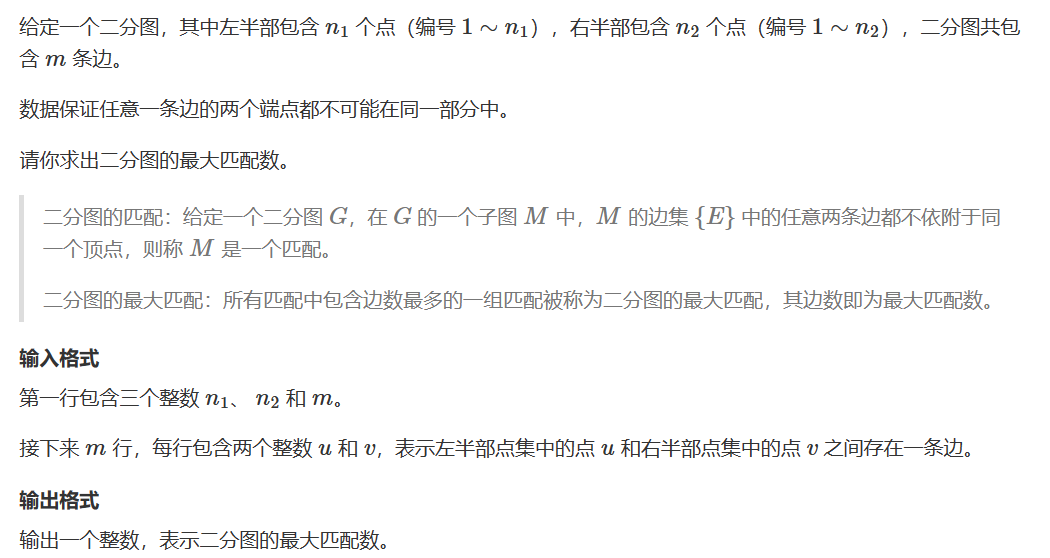 给定一个二分图，其中左半部包含 n₁ 个点（编号 1 ∼ n₁），右半部包含 n₂ 个点（编号 1 ∼ n₂），二分图共包
含 m 条边。
数据保证任意一条边的两个端点都不可能在同一部分中。
请你求出二分图的最大匹配数。
二分图的匹配：给定一个二分图 G，在 G 的一个子图 M 中，M 的边集 {E} 中的任意两条边都不依附于同
一个顶点，则称 M 是一个匹配。
二分图的最大匹配：所有匹配中包含边数最多的一组匹配被称为二分图的最大匹配，其边数即为最大匹配数。
输入格式
第一行包含三个整数 n₁、 n₂ 和 m。
接下来 m 行，每行包含两个整数 u 和 v，表示左半部点集中的点 u 和右半部点集中的点 v 之间存在一条边。
输出格式
输出一个整数，表示二分图的最大匹配数。